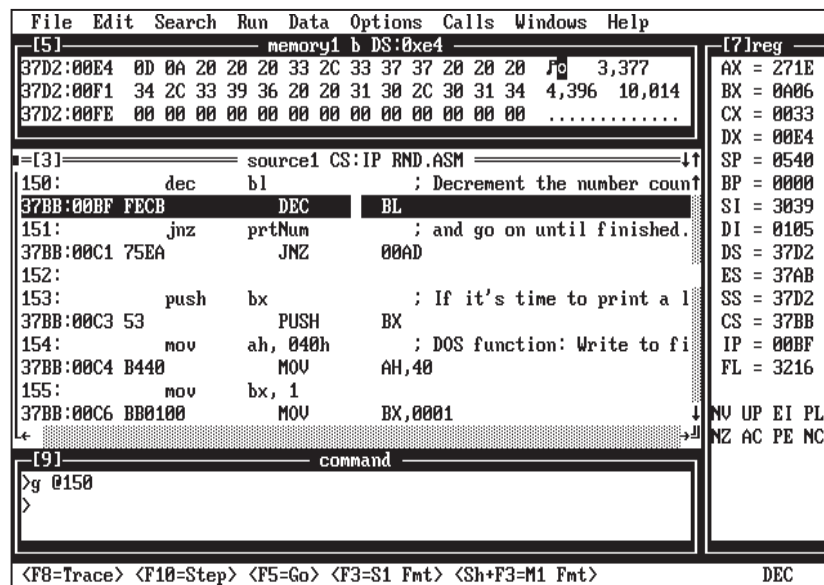 File Edit Search Run Data Options Calls Windows Help
[5] memory1 b DS:0xe4
37D2:00E4 0D 0A 20 20 20 33 2C 33 37 37 20 20 20 ♪◙ 3,377
37D2:00F1 34 2C 33 39 36 20 20 31 30 2C 30 31 34 4,396 10,014
37D2:00FE 00 00 00 00 00 00 00 00 00 00 00 00 00 .............
[3] source1 CS:IP RND.ASM ↓↑
150: dec bl ; Decrement the number count
37BB:00BF FECB DEC BL
151: jnz prtNum ; and go on until finished.
37BB:00C1 75EA JNZ 00AD
152:
153: push bx ; If it's time to print a l
37BB:00C3 53 PUSH BX
154: mov ah, 040h ; DOS function: Write to fi
37BB:00C4 B440 MOV AH,40
155: mov bx, 1
37BB:00C6 BB0100 MOV BX,0001
[9] command
>g @150
>
[7]reg
AX = 271E
BX = 0A06
CX = 0033
DX = 00E4
SP = 0540
BP = 0000
SI = 3039
DI = 0105
DS = 37D2
ES = 37AB
SS = 37D2
CS = 37BB
IP = 00BF
FL = 3216
NV UP EI PL
NZ AC PE NC
<F8=Trace> <F10=Step> <F5=Go> <F3=S1 Fmt> <Sh+F3=M1 Fmt> DEC